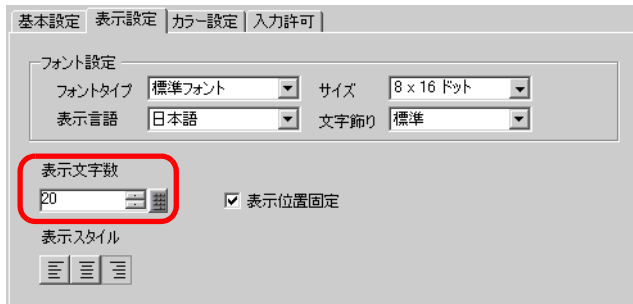 基本設定 表示設定 カラー設定 入力許可
フォント設定
フォントタイプ 標準フォント サイズ 8 x 16 ドット
表示言語 日本語 文字飾り 標準
表示文字数
20 表示位置固定
表示スタイル